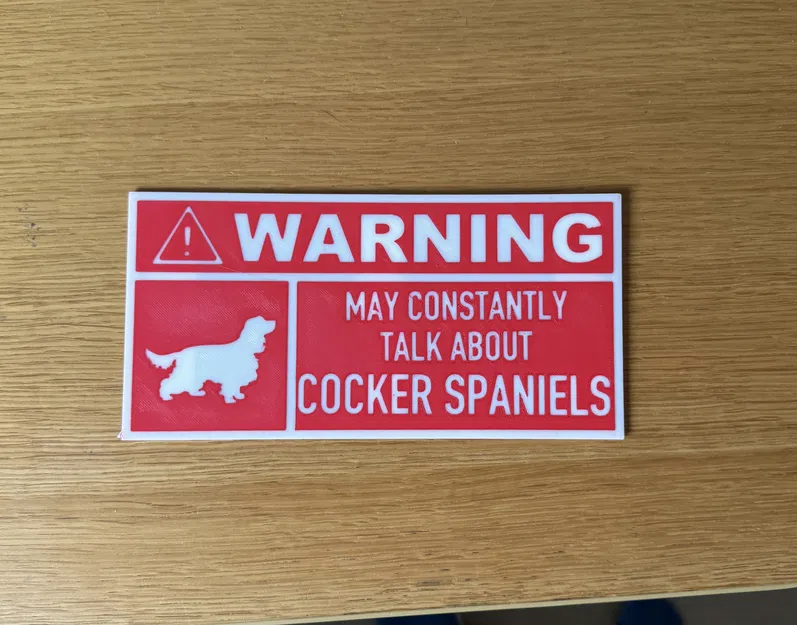 WARNING
MAY CONSTANTLY
TALK ABOUT
COCKER SPANIELS